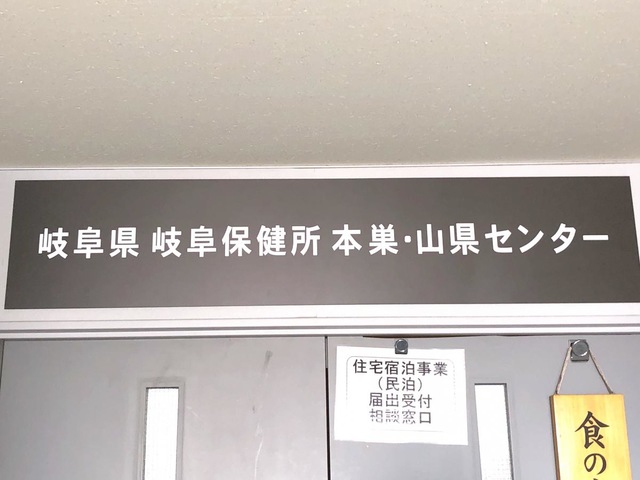 岐阜県 岐阜保健所 本巣・山県センター
住宅宿泊事業
（民泊）
届出受付
相談窓口
食の